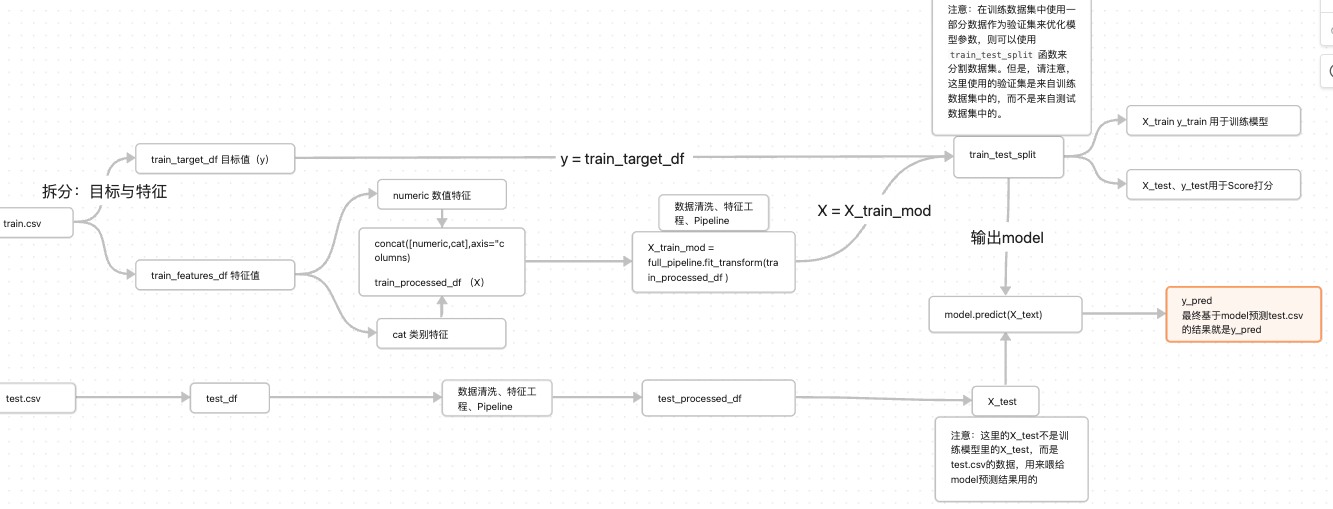 注意：在训练数据集中使用一
部分数据作为验证集来优化模
型参数，则可以使用
train_test_split 函数来
分割数据集。但是，请注意，
这里使用的验证集是来自训练
数据集中的，而不是来自测试
数据集中的。
X_train y_train 用于训练模型
train_target_df 目标值（y）
y = train_target_df
train_test_split
拆分：目标与特征
numeric 数值特征
X_test、y_test用于Score打分
数据清洗、特征工
程、Pipeline
X = X_train_mod
train.csv
concat([numeric,cat],axis="c
olumns)
train_processed_df （X）
X_train_mod =
full_pipeline.fit_transform(tra
in_processed_df )
输出model
train_features_df 特征值
cat 类别特征
model.predict(X_text)
y_pred
最终基于model预测test.csv
的结果就是y_pred
test.csv
test_df
数据清洗、特征工
程、Pipeline
test_processed_df
X_test
注意：这里的X_test不是训
练模型里的X_test，而是
test.csv的数据，用来喂给
model预测结果用的